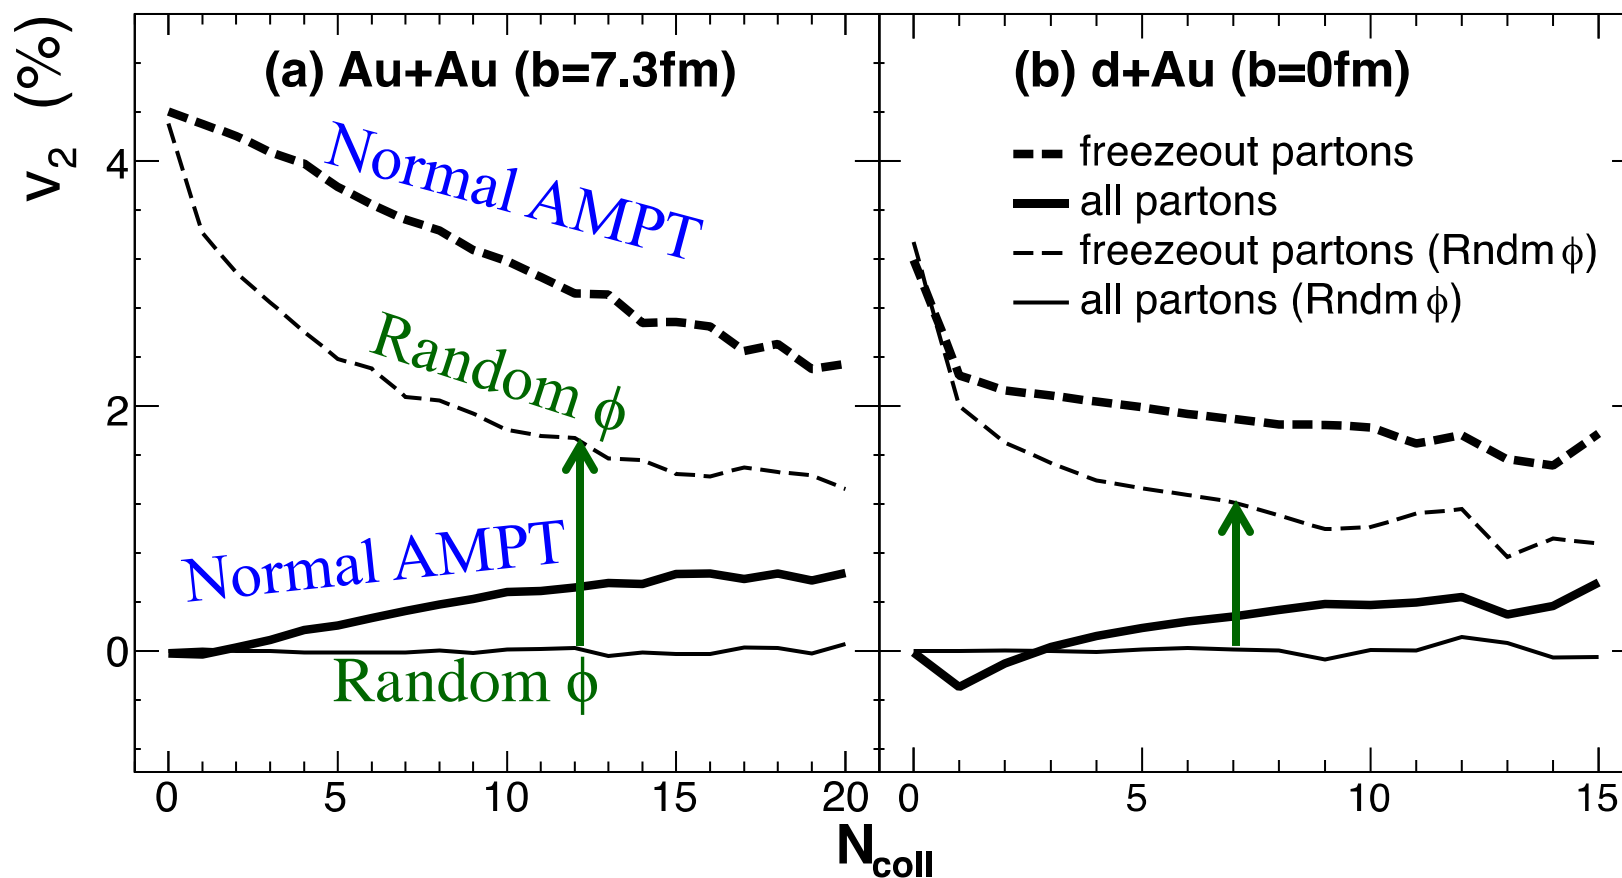 (a) Au+Au (b=7.3fm)
(b) d+Au (b=0fm)
v₂ (%)
4
2
0
Normal AMPT
Random ϕ
Normal AMPT
Random ϕ
freezeout partons
all partons
freezeout partons (Rndm ϕ)
all partons (Rndm ϕ)
0 5 10 15 20
0 5 10 15
N_coll